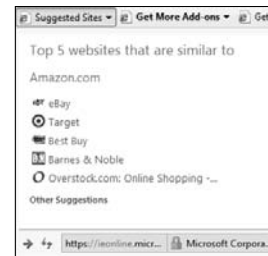 Suggested Sites Get More Add-ons Get
Top 5 websites that are similar to
Amazon.com
eBay
Target
Best Buy
Barnes & Noble
Overstock.com: Online Shopping -...
Other Suggestions
https://ieonline.micr... Microsoft Corpora...